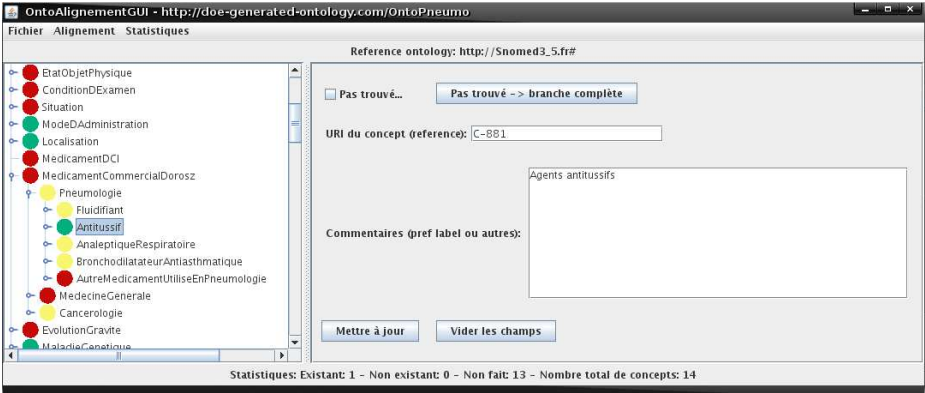 OntoAlignementGUI - http://doe-generated-ontology.com/OntoPneumo
Fichier Alignement Statistiques
Reference ontology: http://Snomed3_5.fr#
EtatObjetPhysique
ConditionDExamen
Situation
ModeDAdministration
Localisation
MedicamentDCI
MedicamentCommercialDorosz
Pneumologie
Fluidifiant
Antitussif
AnaleptiqueRespiratoire
BronchodilatateurAntiasthmatique
AutreMedicamentUtiliseEnPneumologie
MedecineGenerale
Cancerologie
EvolutionGravite
MaladieGenetique
Pas trouvé...
Pas trouvé -> branche complète
URI du concept (reference): C-881
Commentaires (pref label ou autres):
Agents antitussifs
Mettre à jour
Vider les champs
Statistiques: Existant: 1 - Non existant: 0 - Non fait: 13 - Nombre total de concepts: 14